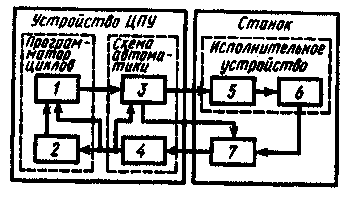 Устройство ЦПУ
Станок
Програм-
матор
циклов
Схема
автома-
тики
Исполнительное
устройство
1
3
5
6
2
4
7